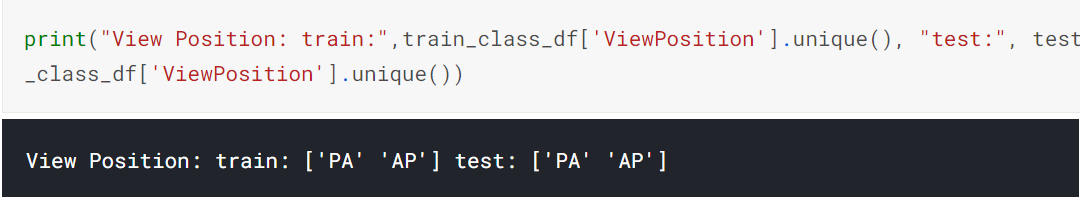 print("View Position: train:",train_class_df['ViewPosition'].unique(), "test:", test
_class_df['ViewPosition'].unique())
View Position: train: ['PA' 'AP'] test: ['PA' 'AP']